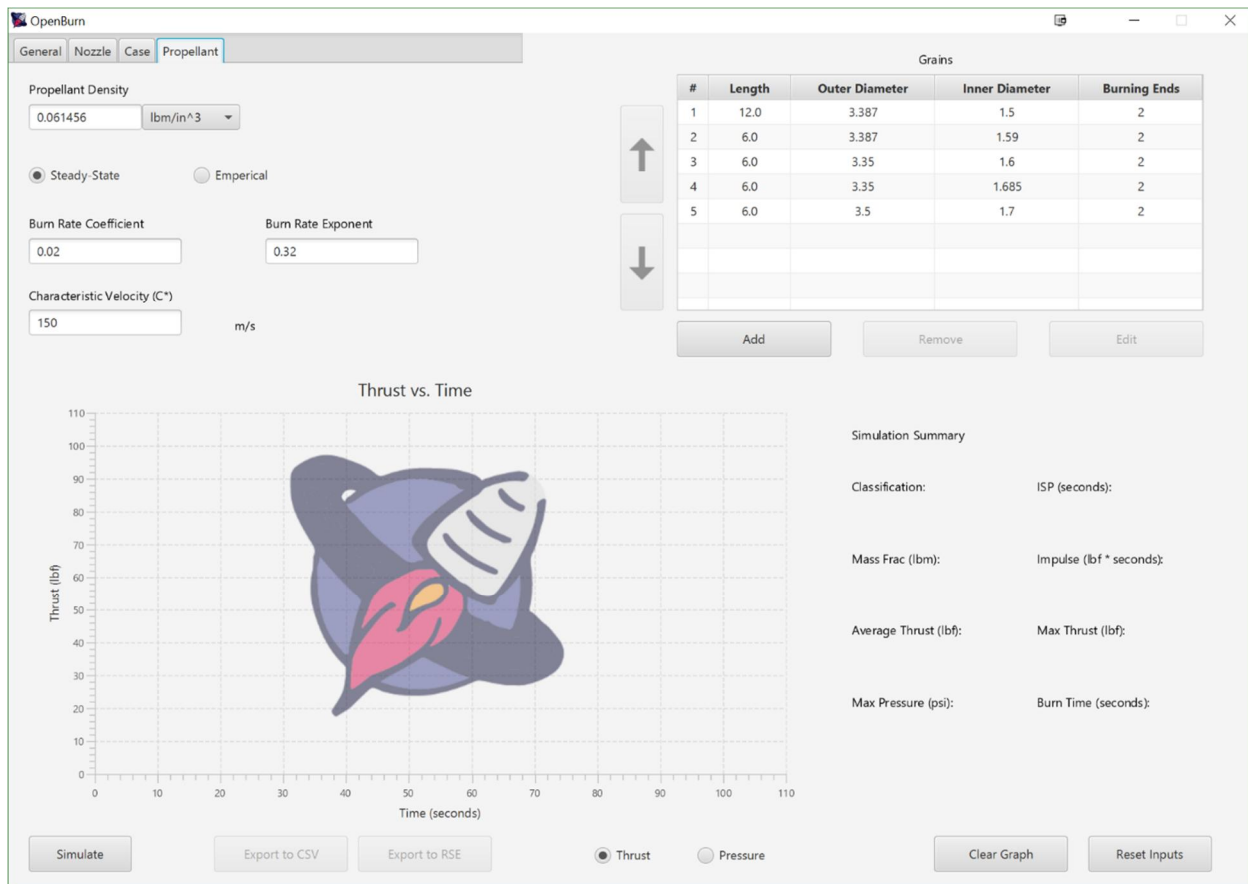 OpenBurn
General Nozzle Case Propellant
Propellant Density
0.061456 lbm/in^3
Steady-State Emperical
Burn Rate Coefficient Burn Rate Exponent
0.02 0.32
Characteristic Velocity (C*)
150 m/s
Grains
# Length Outer Diameter Inner Diameter Burning Ends
1 12.0 3.387 1.5 2
2 6.0 3.387 1.59 2
3 6.0 3.35 1.6 2
4 6.0 3.35 1.685 2
5 6.0 3.5 1.7 2
Add Remove Edit
Thrust vs. Time
Thrust (lbf)
110
100
90
80
70
60
50
40
30
20
10
0
0 10 20 30 40 50 60 70 80 90 100 110
Time (seconds)
Simulation Summary
Classification: ISP (seconds):
Mass Frac (lbm): Impulse (lbf * seconds):
Average Thrust (lbf): Max Thrust (lbf):
Max Pressure (psi): Burn Time (seconds):
Simulate Export to CSV Export to RSE Thrust Pressure Clear Graph Reset Inputs